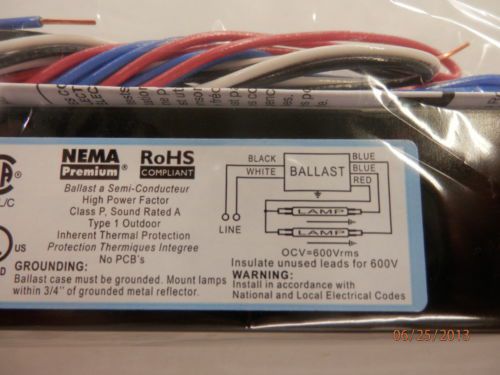 NEMA
Premium®
RoHS
COMPLIANT
Ballast a Semi-Conducteur
High Power Factor
Class P, Sound Rated A
Type 1 Outdoor
Inherent Thermal Protection
Protection Thermiques Integree
No PCB's
GROUNDING:
Ballast case must be grounded. Mount lamps
within 3/4" of grounded metal reflector.
US
BLACK
WHITE
BALLAST
BLUE
BLUE
RED
LINE
LAMP
LAMP
OCV=600Vrms
Insulate unused leads for 600V
WARNING:
Install in accordance with
National and Local Electrical Codes
06/25/2013